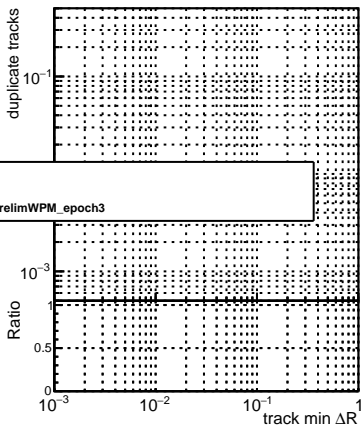 duplicate tracks
10⁻¹
relimWPM_epoch3
10⁻³
Ratio
1
0.5
0
10⁻³ 10⁻² 10⁻¹ 1
track min ΔR